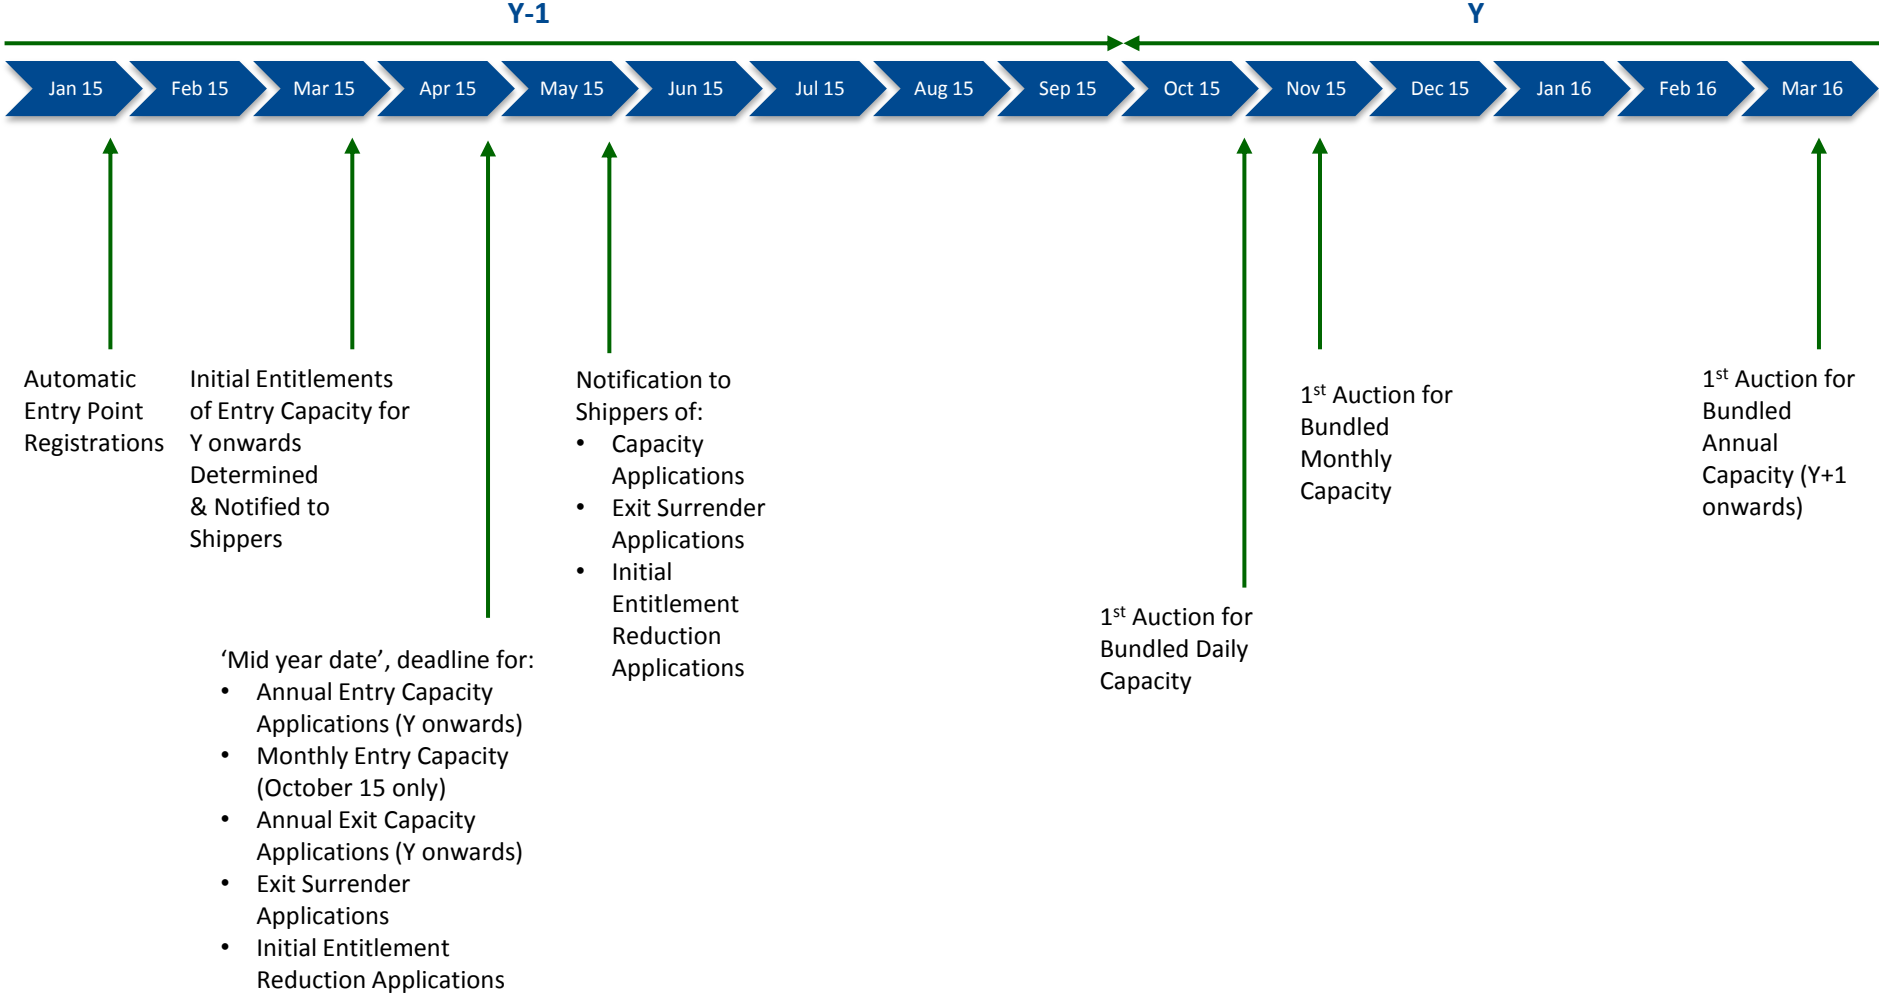 Y-1
Y
Jan 15
Feb 15
Mar 15
Apr 15
May 15
Jun 15
Jul 15
Aug 15
Sep 15
Oct 15
Nov 15
Dec 15
Jan 16
Feb 16
Mar 16
Automatic
Entry Point
Registrations
Initial Entitlements
of Entry Capacity for
Y onwards
Determined
& Notified to
Shippers
‘Mid year date’, deadline for:
• Annual Entry Capacity
Applications (Y onwards)
• Monthly Entry Capacity
(October 15 only)
• Annual Exit Capacity
Applications (Y onwards)
• Exit Surrender
Applications
• Initial Entitlement
Reduction Applications
Notification to
Shippers of:
• Capacity
Applications
• Exit Surrender
Applications
• Initial
Entitlement
Reduction
Applications
1st Auction for
Bundled Daily
Capacity
1st Auction for
Bundled
Monthly
Capacity
1st Auction for
Bundled
Annual
Capacity (Y+1
onwards)